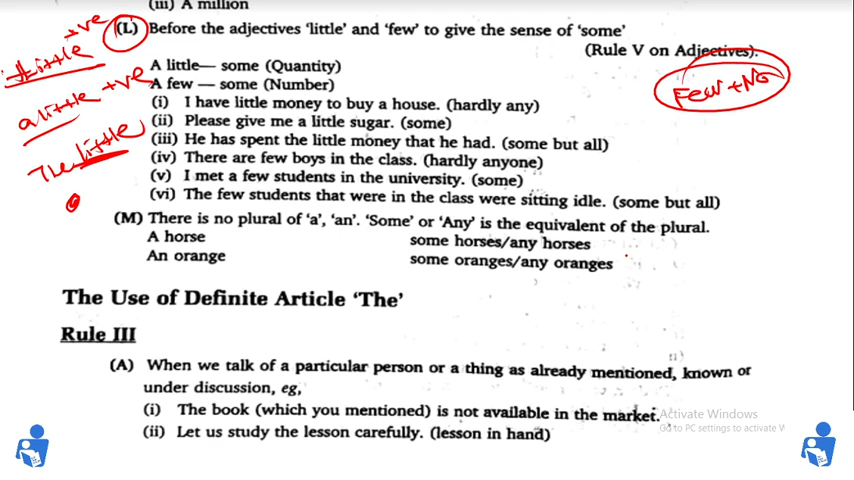 (iii) A million
(L) Before the adjectives 'little' and 'few' to give the sense of 'some'
(Rule V on Adjectives).
A little— some (Quantity)
A few — some (Number)
(i) I have little money to buy a house. (hardly any)
(ii) Please give me a little sugar. (some)
(iii) He has spent the little money that he had. (some but all)
(iv) There are few boys in the class. (hardly anyone)
(v) I met a few students in the university. (some)
(vi) The few students that were in the class were sitting idle. (some but all)
(M) There is no plural of 'a', 'an'. 'Some' or 'Any' is the equivalent of the plural.
A horse some horses/any horses
An orange some oranges/any oranges
little +ve
a little +ve
The little
Few + No
The Use of Definite Article 'The'
Rule III
(A) When we talk of a particular person or a thing as already mentioned, known or
under discussion, eg,
(i) The book (which you mentioned) is not available in the market.
(ii) Let us study the lesson carefully. (lesson in hand)
Activate Windows
Go to PC settings to activate W